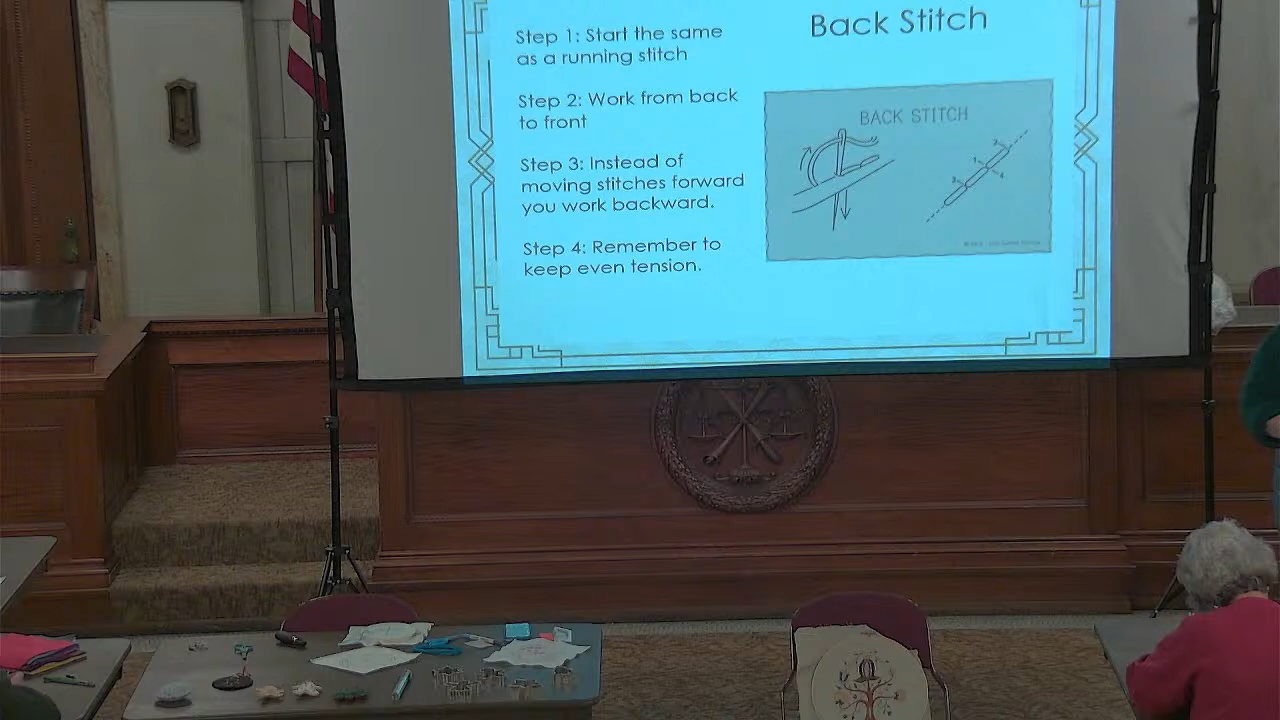 Back Stitch
Step 1: Start the same
as a running stitch
Step 2: Work from back
to front
Step 3: Instead of
moving stitches forward
you work backward.
Step 4: Remember to
keep even tension.
BACK STITCH